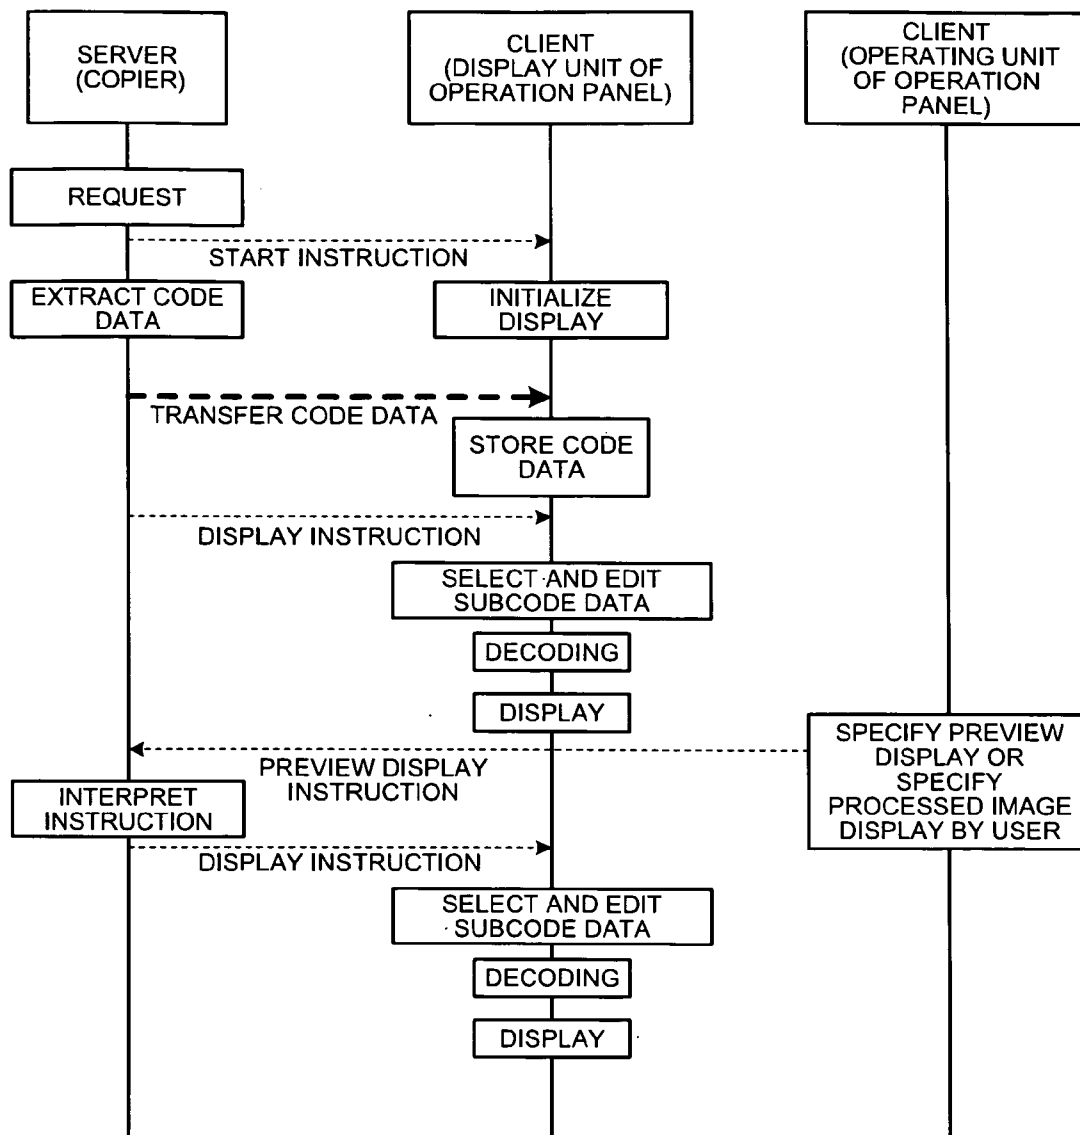 SERVER
(COPIER)
CLIENT
(DISPLAY UNIT OF
OPERATION PANEL)
CLIENT
(OPERATING UNIT
OF OPERATION
PANEL)
REQUEST
START INSTRUCTION
EXTRACT CODE
DATA
INITIALIZE
DISPLAY
TRANSFER CODE DATA
STORE CODE
DATA
DISPLAY INSTRUCTION
SELECT AND EDIT
SUBCODE DATA
DECODING
DISPLAY
SPECIFY PREVIEW
DISPLAY OR
SPECIFY
PROCESSED IMAGE
DISPLAY BY USER
PREVIEW DISPLAY
INSTRUCTION
INTERPRET
INSTRUCTION
DISPLAY INSTRUCTION
SELECT AND EDIT
SUBCODE DATA
DECODING
DISPLAY